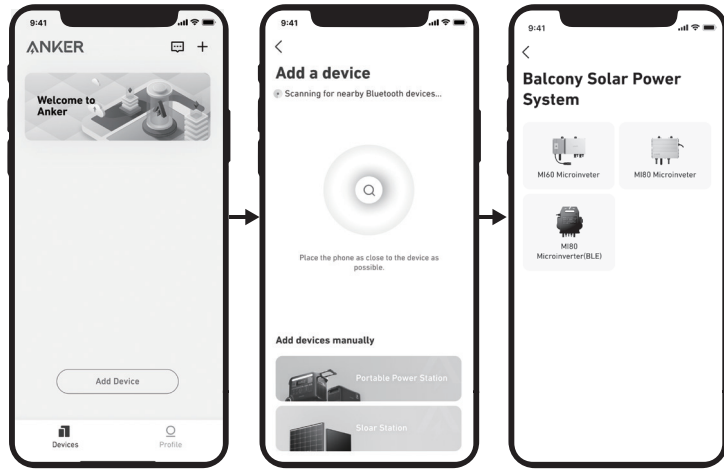 9:41
ANKER
Welcome to
Anker
Add Device
Devices
Profile
9:41
Add a device
Scanning for nearby Bluetooth devices...
Place the phone as close to the device as
possible.
Add devices manually
Portable Power Station
Sloar Station
9:41
Balcony Solar Power
System
MI60 Microinveter
MI80 Microinveter
MI80
Microinverter(BLE)